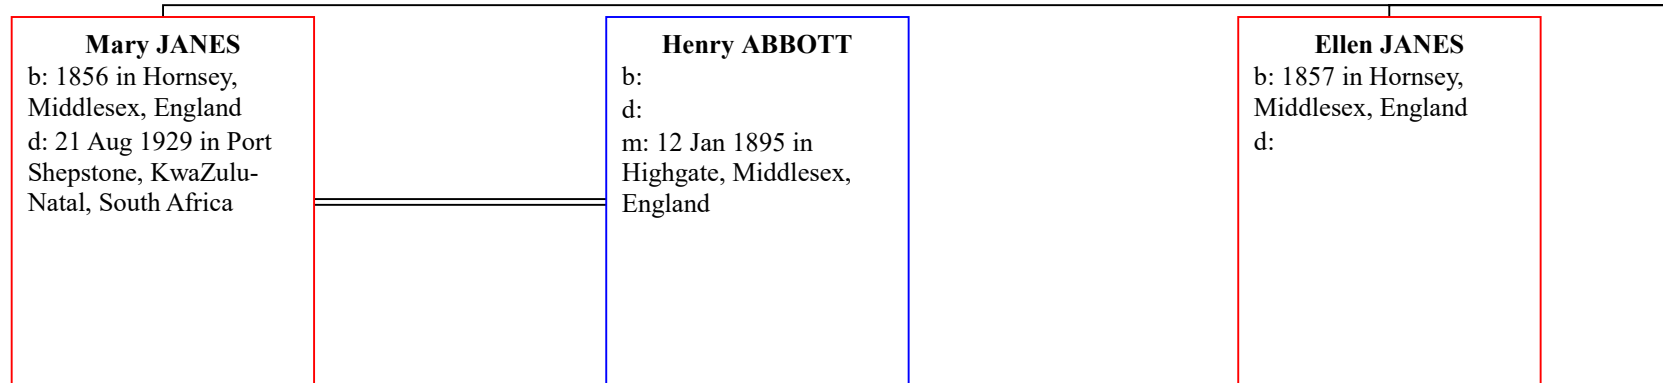 Mary JANES
b: 1856 in Hornsey,
Middlesex, England
d: 21 Aug 1929 in Port
Shepstone, KwaZulu-
Natal, South Africa
Henry ABBOTT
b:
d:
m: 12 Jan 1895 in
Highgate, Middlesex,
England
Ellen JANES
b: 1857 in Hornsey,
Middlesex, England
d: